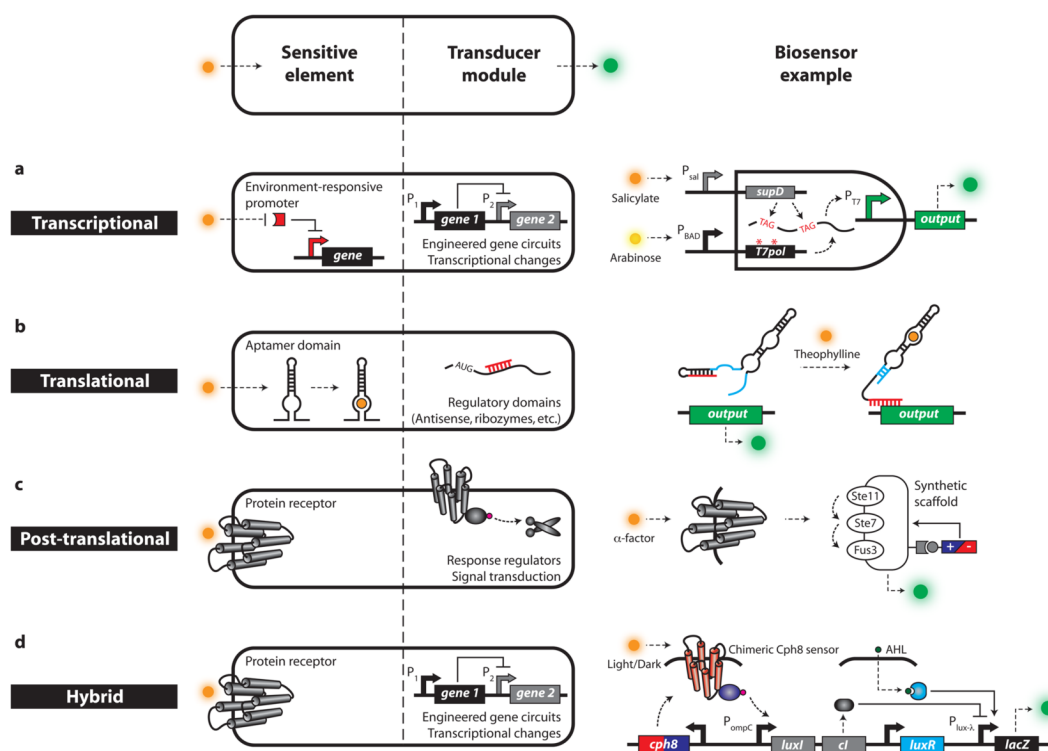 Sensitive
element
Transducer
module
Biosensor
example
a
Transcriptional
Environment-responsive
promoter
gene
P1
gene 1
P2
gene 2
Engineered gene circuits
Transcriptional changes
Salicylate
Psal
supD
TAG
TAG
PT7
output
Arabinose
PBAD
* *
T7pol
b
Translational
Aptamer domain
AUG
Regulatory domains
(Antisense, ribozymes, etc.)
Theophylline
output
output
c
Post-translational
Protein receptor
Response regulators
Signal transduction
α-factor
Ste11
Ste7
Fus3
Synthetic
scaffold
+ -
d
Hybrid
Protein receptor
P1
gene 1
P2
gene 2
Engineered gene circuits
Transcriptional changes
Light/Dark
Chimeric Cph8 sensor
AHL
cph8
PompC
luxI
cI
luxR
Plux-λ
lacZ